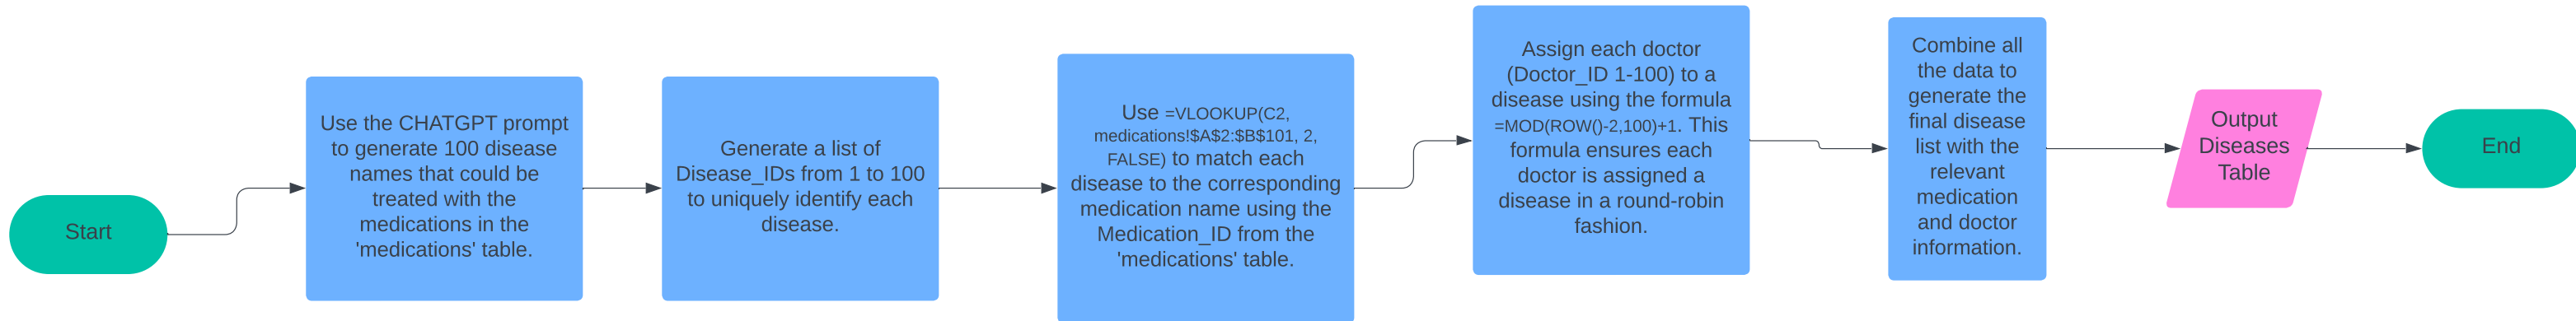 Start
Use the CHATGPT prompt
to generate 100 disease
names that could be
treated with the
medications in the
'medications' table.
Generate a list of
Disease_IDs from 1 to 100
to uniquely identify each
disease.
Use =VLOOKUP(C2,
medications!$A$2:$B$101, 2,
FALSE) to match each
disease to the corresponding
medication name using the
Medication_ID from the
'medications' table.
Assign each doctor
(Doctor_ID 1-100) to a
disease using the formula
=MOD(ROW()-2,100)+1. This
formula ensures each
doctor is assigned a
disease in a round-robin
fashion.
Combine all
the data to
generate the
final disease
list with the
relevant
medication
and doctor
information.
Output
Diseases
Table
End